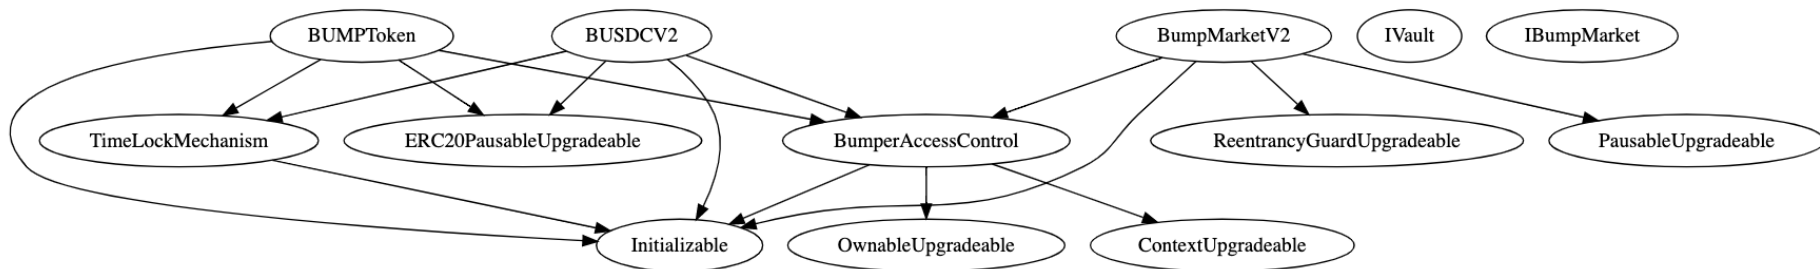 BUMPToken
BUSDCV2
BumpMarketV2
IVault
IBumpMarket
TimeLockMechanism
ERC20PausableUpgradeable
BumperAccessControl
ReentrancyGuardUpgradeable
PausableUpgradeable
Initializable
OwnableUpgradeable
ContextUpgradeable